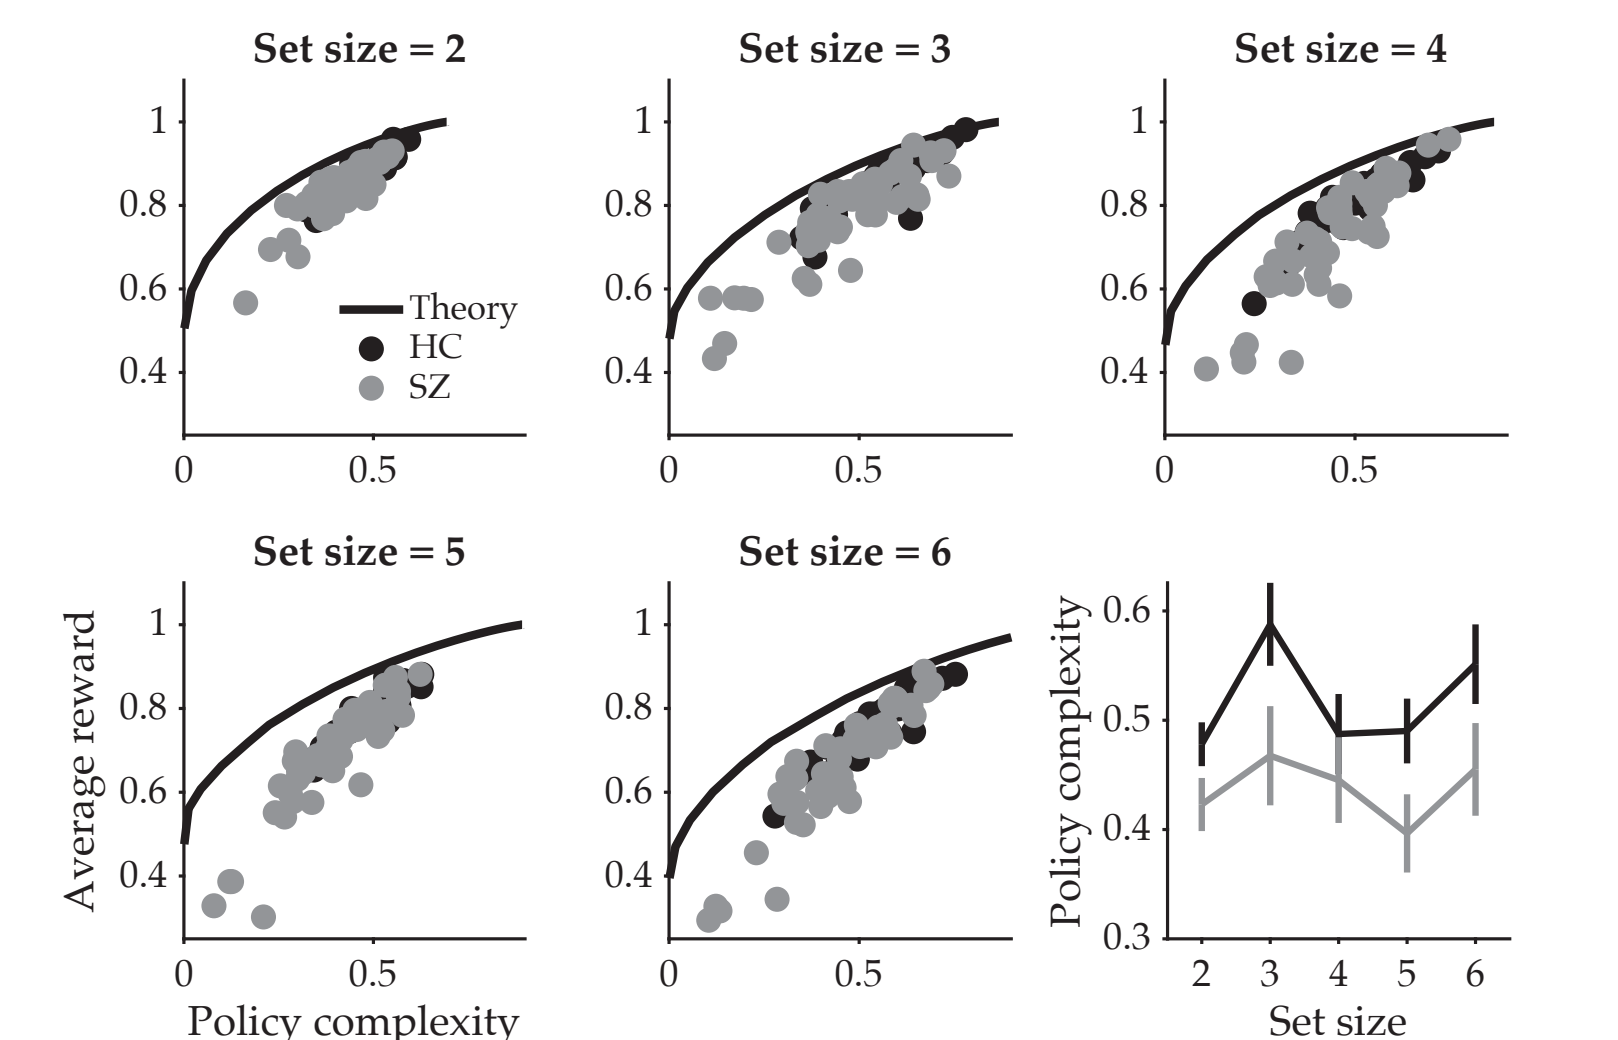 Set size = 2
1
0.8
0.6
0.4
0 0.5
Theory
HC
SZ
Set size = 3
1
0.8
0.6
0.4
0 0.5
Set size = 4
1
0.8
0.6
0.4
0 0.5
Set size = 5
Average reward
1
0.8
0.6
0.4
0 0.5
Policy complexity
Set size = 6
1
0.8
0.6
0.4
0 0.5
Policy complexity
0.6
0.5
0.4
0.3
2 3 4 5 6
Set size